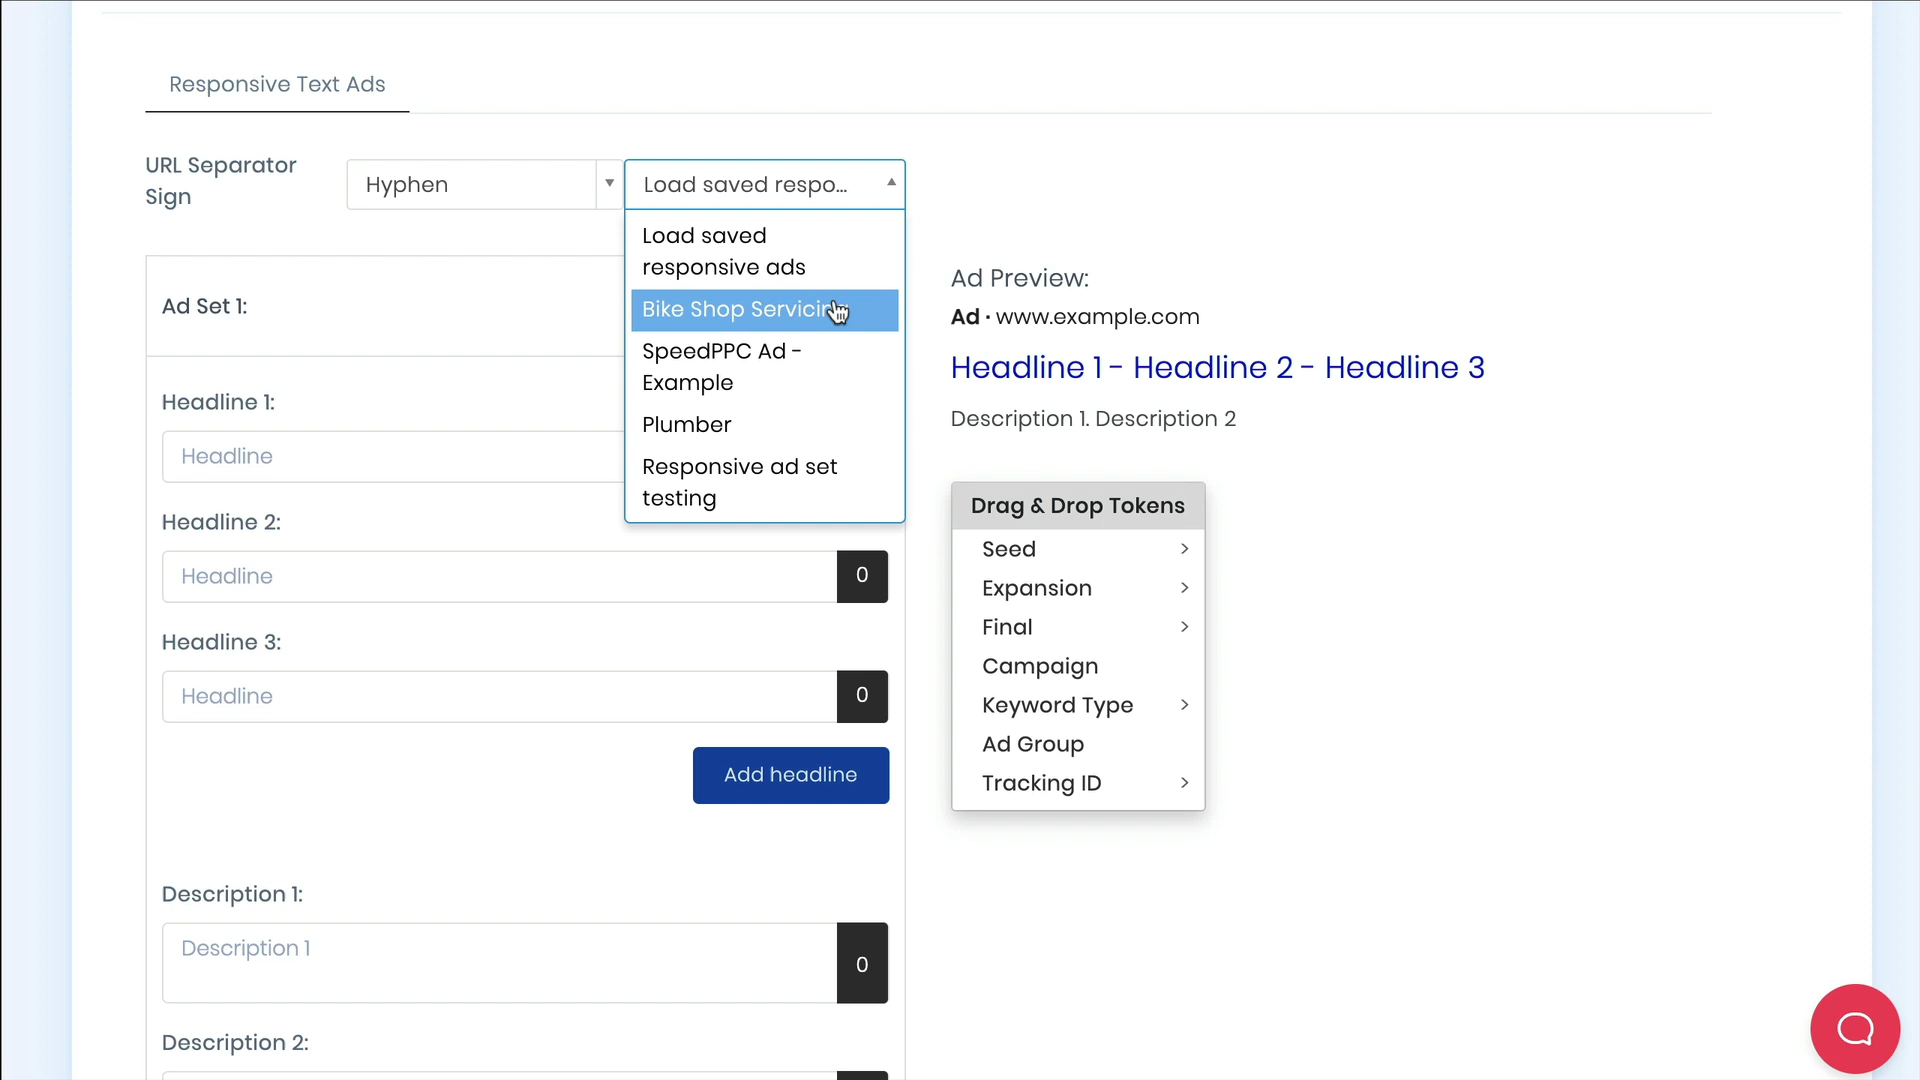 Responsive Text Ads
URL Separator
Sign
Hyphen
Load saved respo...
Load saved
responsive ads
Bike Shop Servicing
SpeedPPC Ad -
Example
Plumber
Responsive ad set
testing
Ad Set 1:
Headline 1:
Headline
Headline 2:
Headline
0
Headline 3:
Headline
0
Add headline
Description 1:
Description 1
0
Description 2:
Ad Preview:
Ad · www.example.com
Headline 1 - Headline 2 - Headline 3
Description 1. Description 2
Drag & Drop Tokens
Seed >
Expansion >
Final >
Campaign
Keyword Type >
Ad Group
Tracking ID >